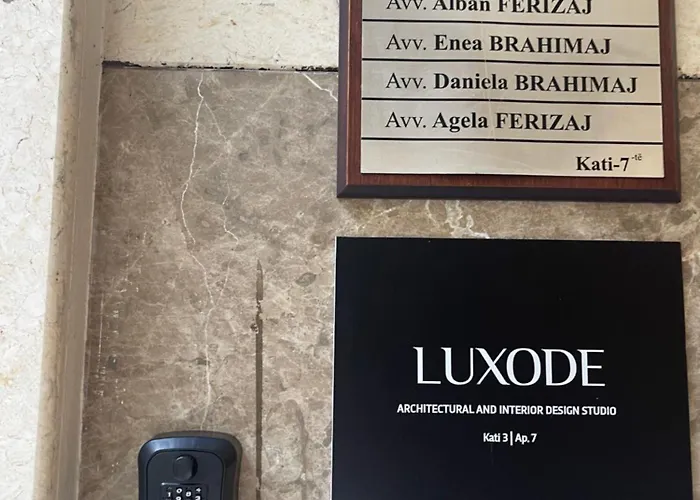 Avv. Alban FERIZAJ
Avv. Enea BRAHIMAJ
Avv. Daniela BRAHIMAJ
Avv. Agela FERIZAJ
Kati-7-të
LUXODE
ARCHITECTURAL AND INTERIOR DESIGN STUDIO
Kati 3 | Ap. 7